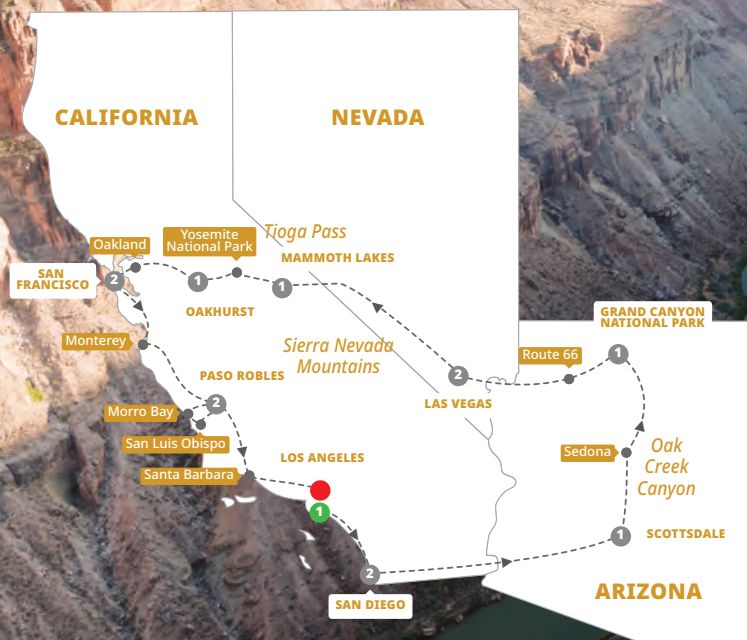 CALIFORNIA
NEVADA
Tioga Pass
Oakland
Yosemite
National Park
MAMMOTH LAKES
SAN
FRANCISCO
2
1
1
OAKHURST
GRAND CANYON
NATIONAL PARK
Monterey
Sierra Nevada
Mountains
Route 66
1
2
PASO ROBLES
LAS VEGAS
2
Morro Bay
San Luis Obispo
Santa Barbara
LOS ANGELES
1
Sedona
Oak
Creek
Canyon
1
SCOTTSDALE
2
SAN DIEGO
ARIZONA